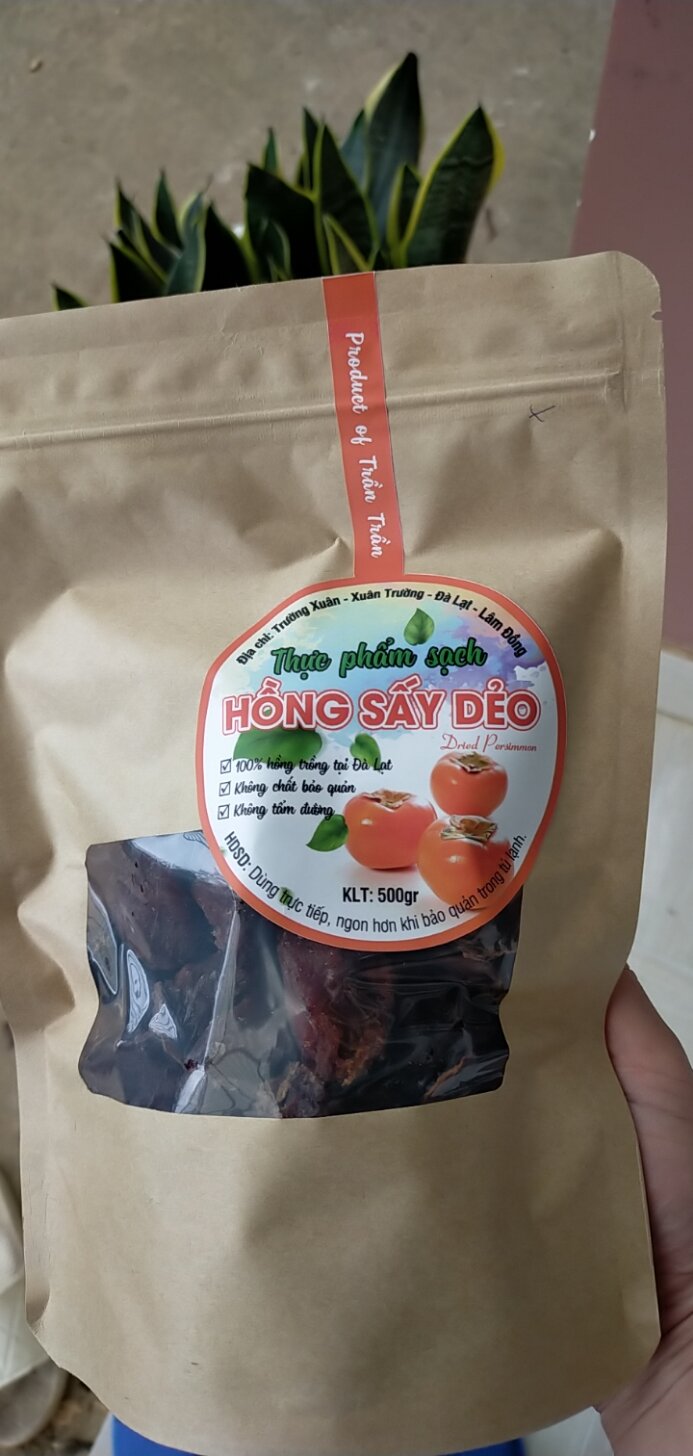 Product of Trần Trần
Địa chỉ: Trường Xuân - Xuân Trường - Đà Lạt - Lâm Đồng
Thực phẩm sạch
HỒNG SẤY DẺO
Dried Persimmon
100% hồng trồng tại Đà Lạt
Không chất bảo quản
Không tẩm đường
KLT: 500gr
HDSD: Dùng trực tiếp, ngon hơn khi bảo quản trong tủ lạnh.